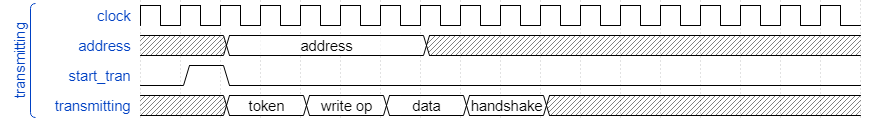 transmitting
clock
address address
start_tran
transmitting token write op data handshake